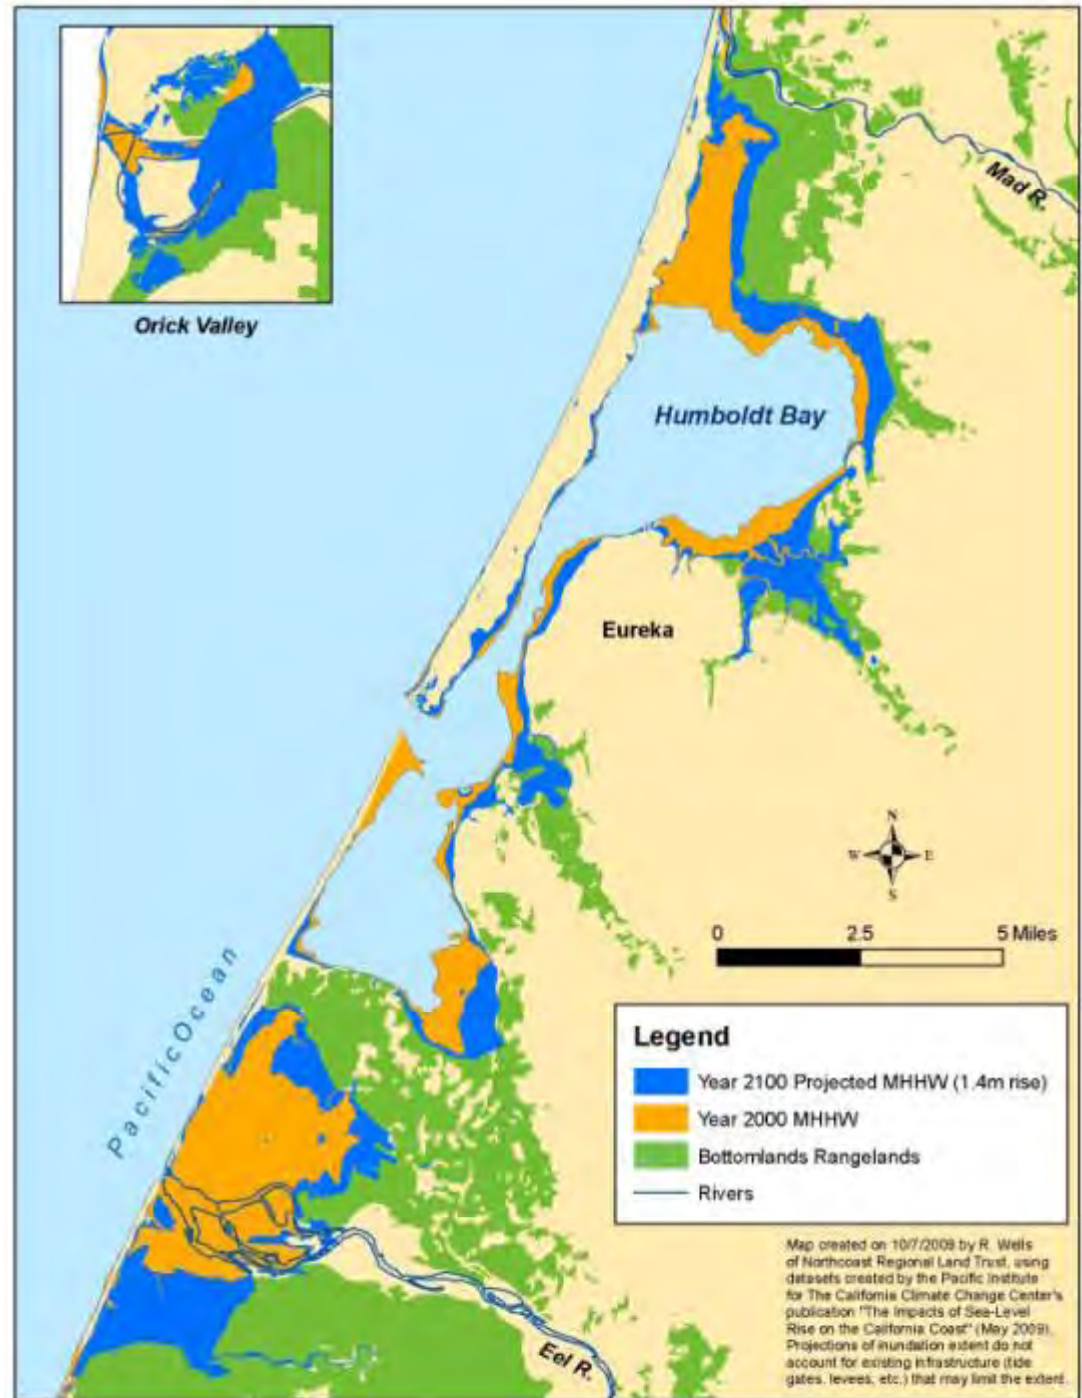 Orick Valley
Mad R.
Humboldt Bay
Eureka
N
W
E
S
0 2.5 5 Miles
Pacific Ocean
Legend
Year 2100 Projected MHHW (1.4m rise)
Year 2000 MHHW
Bottomlands Rangelands
Rivers
Eel R.
Map created on 10/7/2009 by R. Wells
of Northcoast Regional Land Trust, using
datasets created by the Pacific Institute
for The California Climate Change Center's
publication "The Impacts of Sea-Level
Rise on the California Coast" (May 2009).
Projections of inundation extent do not
account for existing infrastructure (tide
gates, levees, etc.) that may limit the extent.